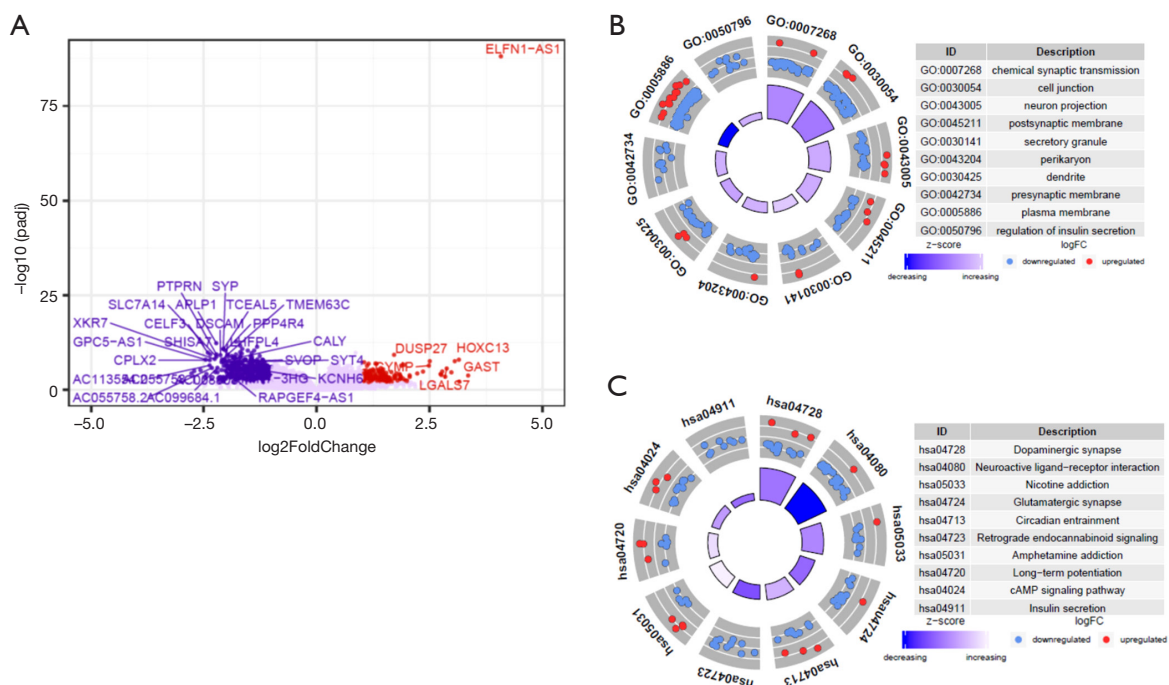 A
ELFN1-AS1
75
50
25
0
-log10 (padj)
PTPRN SYP
SLC7A14 APLP1 TCEAL5 TMEM63C
XKR7 CELF3 DSCAM PPP4R4
GPC5-AS1 SHISA7 CALY
CPLX2 SVOP SYT4
-3HG KCNH6
AC055758.2 AC099684.1 RAPGEF4-AS1
DUSP27 HOXC13
GAST
LGALS7
-5.0 -2.5 0.0 2.5 5.0
log2FoldChange
B
GO:0050796
GO:0007268
GO:0030054
GO:0043005
GO:0045211
GO:0030141
GO:0043204
GO:0030425
GO:0042734
GO:0005886
ID Description
GO:0007268 chemical synaptic transmission
GO:0030054 cell junction
GO:0043005 neuron projection
GO:0045211 postsynaptic membrane
GO:0030141 secretory granule
GO:0043204 perikaryon
GO:0030425 dendrite
GO:0042734 presynaptic membrane
GO:0005886 plasma membrane
GO:0050796 regulation of insulin secretion
z-score logFC
decreasing increasing downregulated upregulated
C
hsa04911
hsa04728
hsa04080
hsa05033
hsa04724
hsa04713
hsa04723
hsa05031
hsa04720
hsa04024
ID Description
hsa04728 Dopaminergic synapse
hsa04080 Neuroactive ligand-receptor interaction
hsa05033 Nicotine addiction
hsa04724 Glutamatergic synapse
hsa04713 Circadian entrainment
hsa04723 Retrograde endocannabinoid signaling
hsa05031 Amphetamine addiction
hsa04720 Long-term potentiation
hsa04024 cAMP signaling pathway
hsa04911 Insulin secretion
z-score logFC
decreasing increasing downregulated upregulated